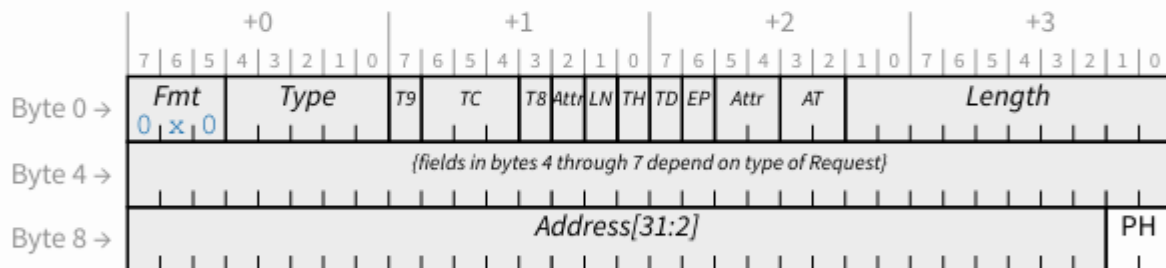 +0 +1 +2 +3
7 6 5 4 3 2 1 0 7 6 5 4 3 2 1 0 7 6 5 4 3 2 1 0 7 6 5 4 3 2 1 0
Byte 0 → Fmt Type T9 TC T8 Attr LN TH TD EP Attr AT Length
0 x 0
Byte 4 → {fields in bytes 4 through 7 depend on type of Request}
Byte 8 → Address[31:2] PH